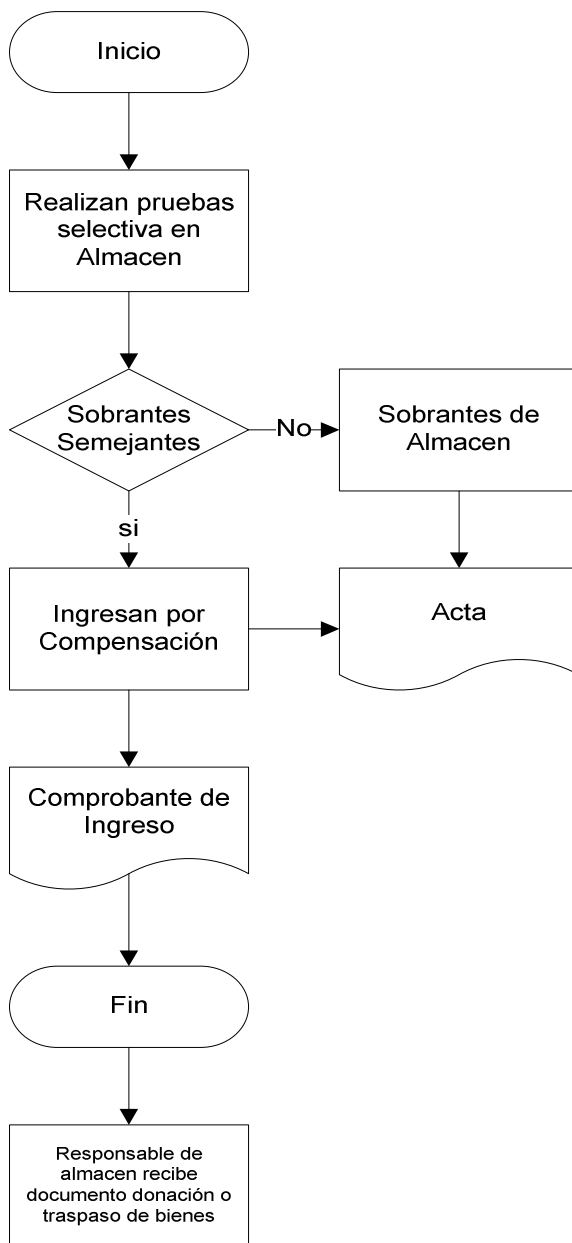 Inicio
Realizan pruebas
selectiva en
Almacen
Sobrantes
Semejantes
No
Sobrantes de
Almacen
si
Ingresan por
Compensación
Acta
Comprobante de
Ingreso
Fin
Responsable de
almacen recibe
documento donación o
traspaso de bienes